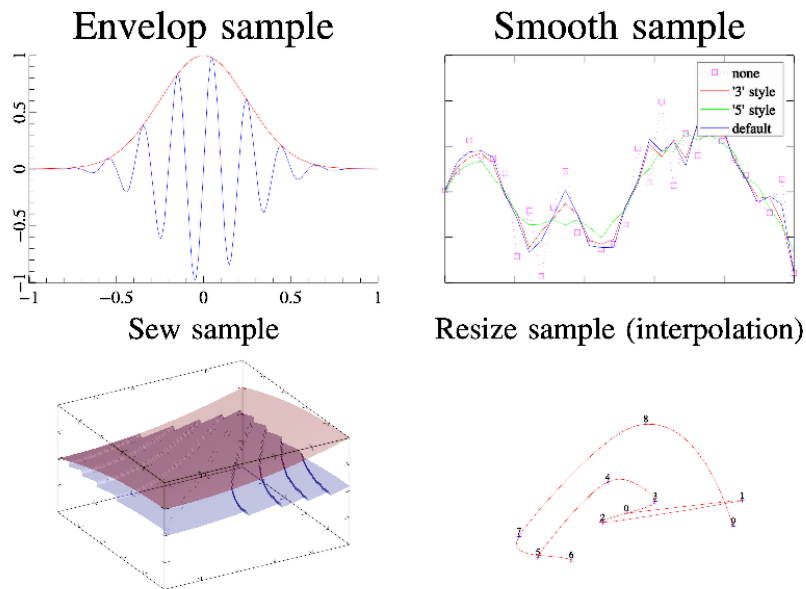 Envelop sample
Smooth sample
1
0.5
0
−0.5
−1
−1
−0.5
0
0.5
1
none
'3' style
'5' style
default
Sew sample
Resize sample (interpolation)
8
4
3
1
0
2
7
9
5
6